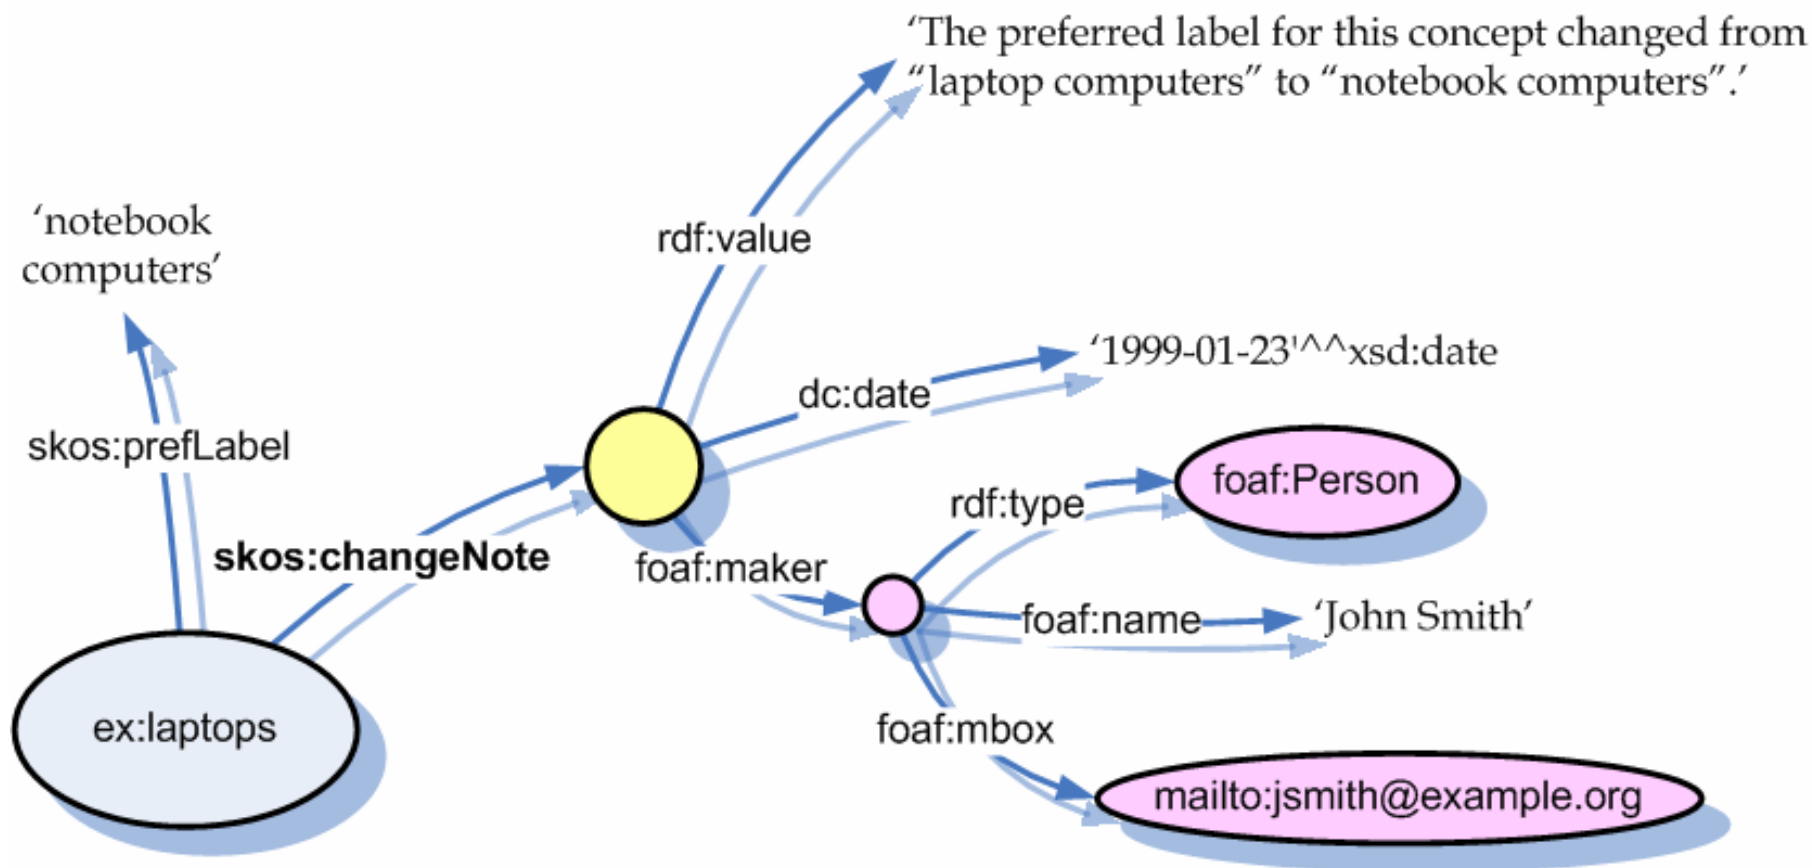 ‘The preferred label for this concept changed from
“laptop computers” to “notebook computers”.’
‘notebook
computers’
rdf:value
‘1999-01-23'^^xsd:date
dc:date
skos:prefLabel
foaf:Person
rdf:type
skos:changeNote
foaf:maker
foaf:name
‘John Smith’
ex:laptops
foaf:mbox
mailto:jsmith@example.org